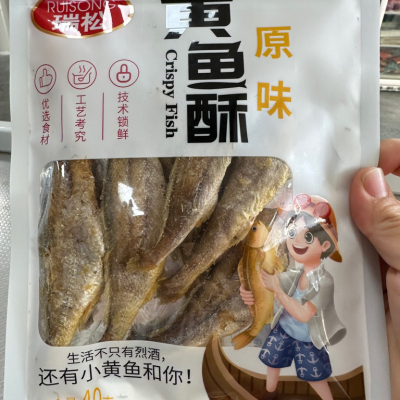 RUISONG
瑞松
黄鱼酥
Crispy Fish
原味
优选食材
工艺考究
技术锁鲜
生活不只有烈酒，
还有小黄鱼和你！